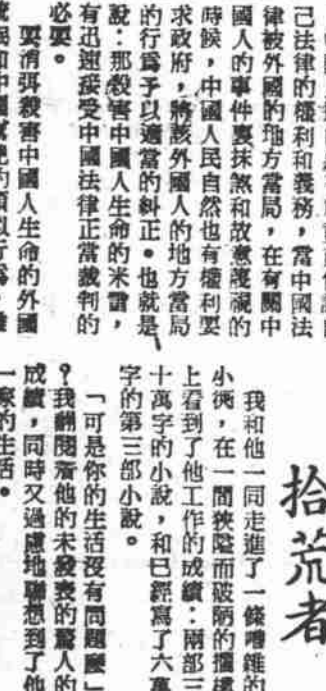 己法律的權利和義務，當中國法
律被外國的地方當局，在有關中
國人的事件裏抹煞和故意蔑視的
時候，中國人民自然也有權利要
求政府，將該外國人的地方當局
的行爲予以適當的糾正。也就是
說：那殺害中國人生命的米雷，
有迅速接受中國法律正當裁判的
必要。
要消弭殺害中國人生命的外國
拾荒者
我和他一同走進了一條嘈雜的
小衖，在一間狹隘而破陋的擱樓
上看到了他工作的成績：兩部三
十萬字的小說，和已經寫了六萬
字的第三部小說。
「可是你的生活沒有問題麼」
？我翻閱着他的未發表的驚人的
成績，同時又過慮地聯想到了他
一家的生活。